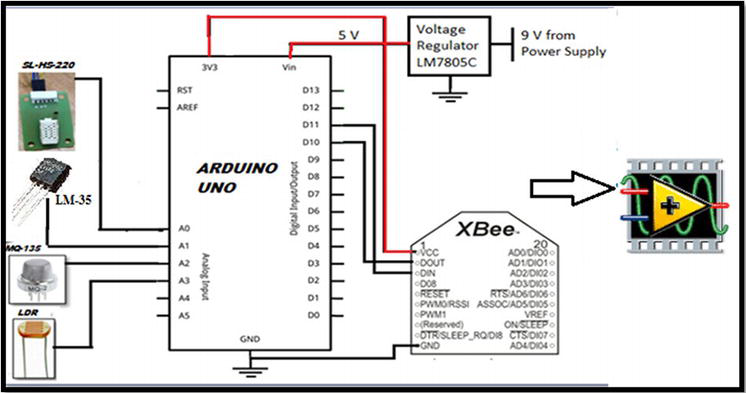 SL-HS-220
LM-35
MQ-135
MQ-2
LDR
3V3
Vin
RST
AREF
ARDUINO
UNO
A0
A1
A2
A3
A4
A5
Analog Input
D13
D12
D11
D10
D9
D8
D7
D6
D5
D4
D3
D2
D1
D0
Digital Input/Output
GND
5 V
Voltage
Regulator
LM7805C
9 V from
Power Supply
XBee
1
20
VCC
DOUT
DIN
D08
RESET
PWM0/RSSI
PWM1
(Reserved)
DTR/SLEEP_RQ/DI8
GND
AD0/DIO0
AD1/DIO1
AD2/DIO2
AD3/DIO3
RTS/AD6/DIO6
ASSOC/AD5/DIO5
VREF
ON/SLEEP
CTS/DIO7
AD4/DI04